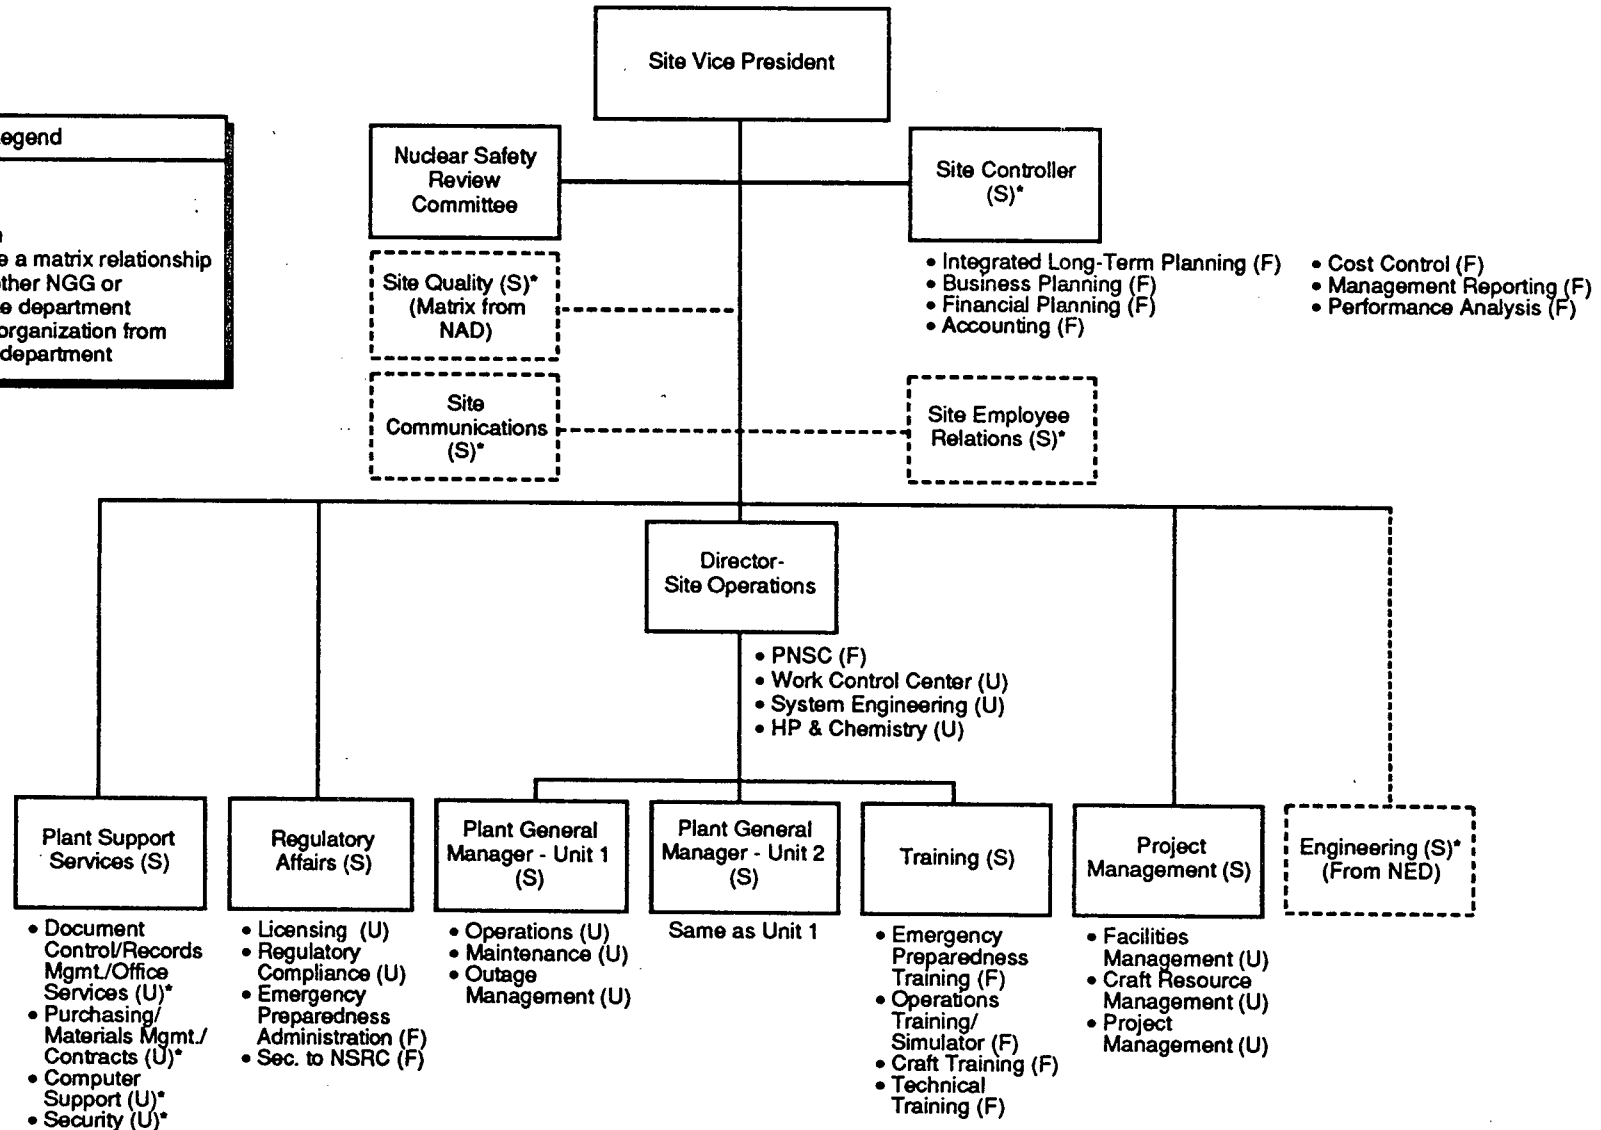 Site Vice President
egend
e a matrix relationship
ther NGG or
e department
organization from
department
Nuclear Safety
Review
Committee
Site Controller
(S)*
• Integrated Long-Term Planning (F)
• Business Planning (F)
• Financial Planning (F)
• Accounting (F)
• Cost Control (F)
• Management Reporting (F)
• Performance Analysis (F)
Site Quality (S)*
(Matrix from
NAD)
Site
Communications
(S)*
Site Employee
Relations (S)*
Director-
Site Operations
• PNSC (F)
• Work Control Center (U)
• System Engineering (U)
• HP & Chemistry (U)
Plant Support
Services (S)
• Document
Control/Records
Mgmt./Office
Services (U)*
• Purchasing/
Materials Mgmt./
Contracts (U)*
• Computer
Support (U)*
• Security (U)*
Regulatory
Affairs (S)
• Licensing (U)
• Regulatory
Compliance (U)
• Emergency
Preparedness
Administration (F)
• Sec. to NSRC (F)
Plant General
Manager - Unit 1
(S)
• Operations (U)
• Maintenance (U)
• Outage
Management (U)
Plant General
Manager - Unit 2
(S)
Same as Unit 1
Training (S)
• Emergency
Preparedness
Training (F)
• Operations
Training/
Simulator (F)
• Craft Training (F)
• Technical
Training (F)
Project
Management (S)
• Facilities
Management (U)
• Craft Resource
Management (U)
• Project
Management (U)
Engineering (S)*
(From NED)